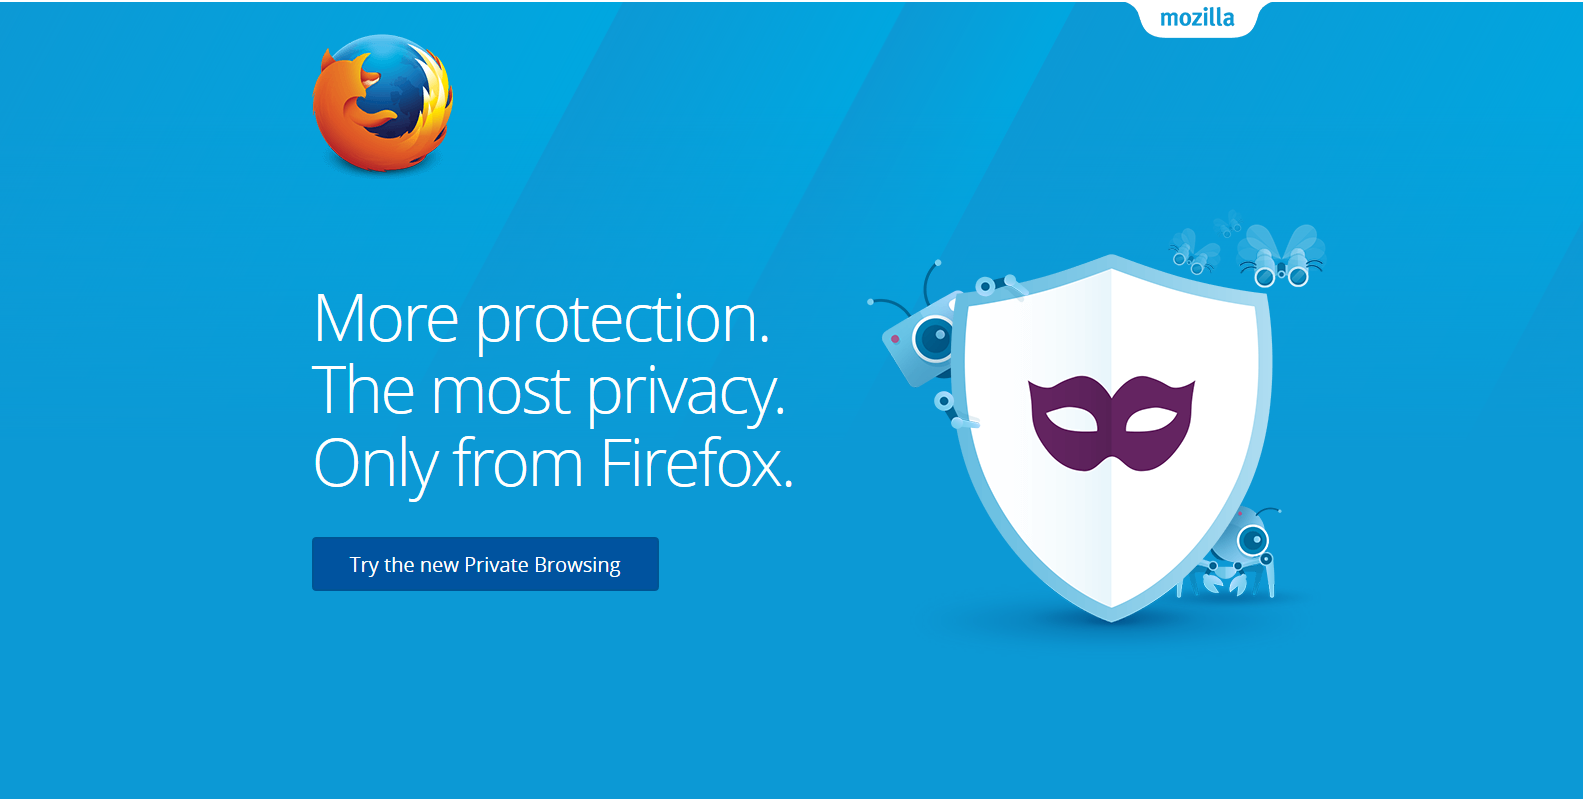 mozilla
More protection.
The most privacy.
Only from Firefox.
Try the new Private Browsing